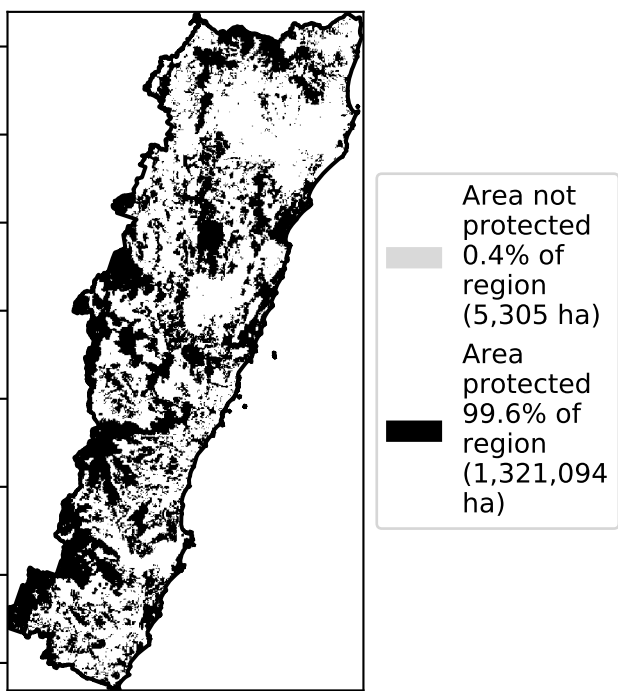 Area not
protected
0.4% of
region
(5,305 ha)
Area
protected
99.6% of
region
(1,321,094
ha)